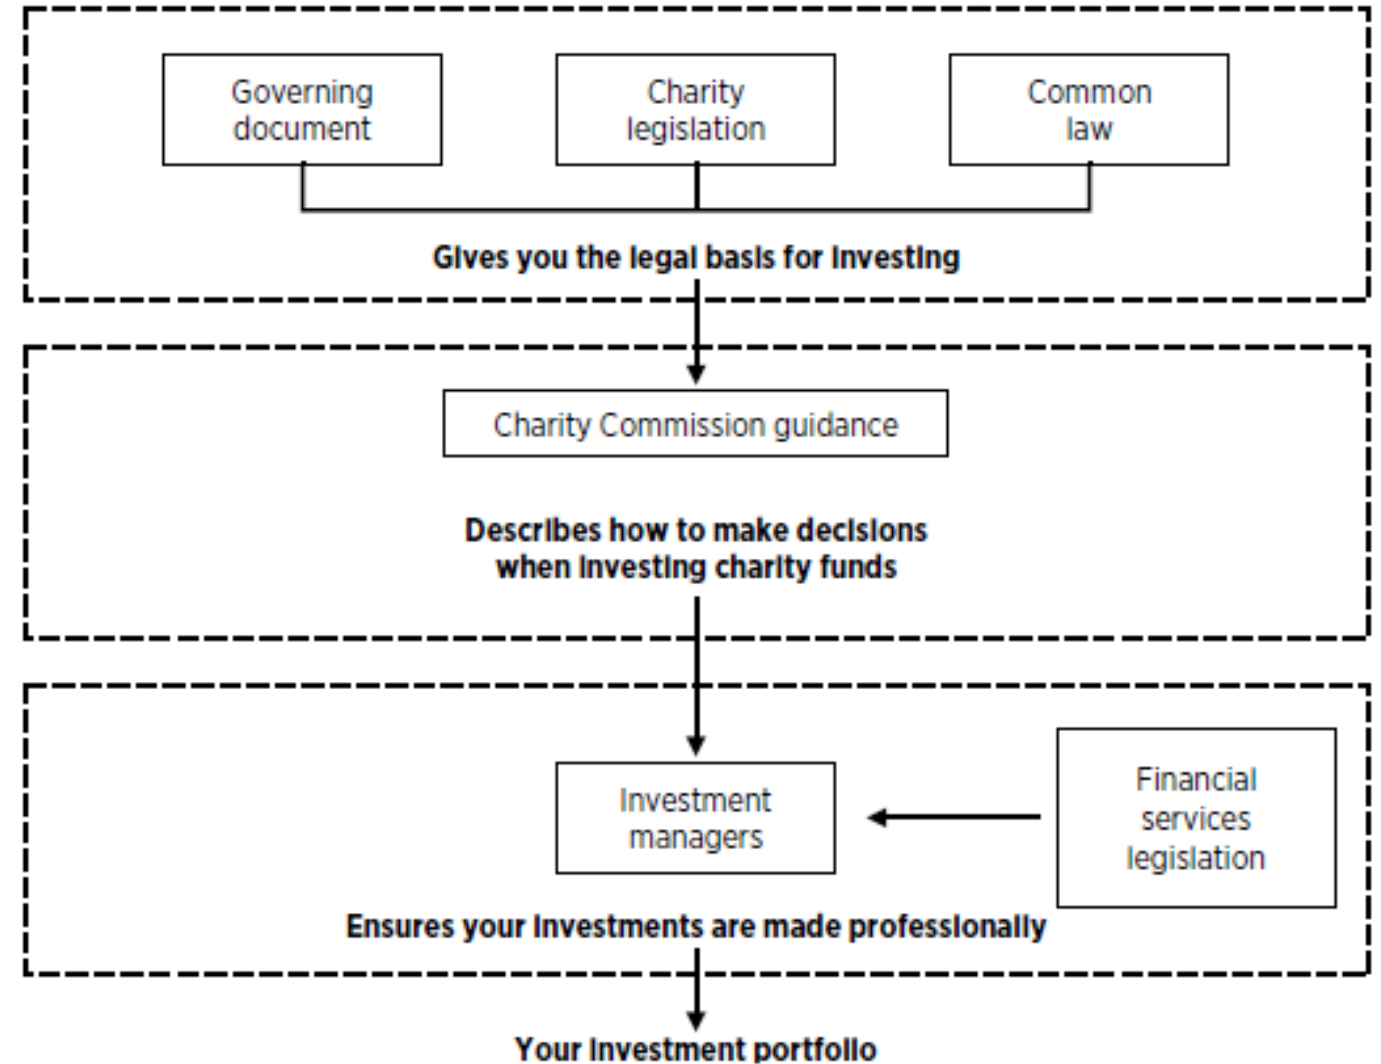 Governing
document
Charity
legislation
Common
law
Gives you the legal basis for investing
Charity Commission guidance
Describes how to make decisions
when investing charity funds
Investment
managers
Financial
services
legislation
Ensures your investments are made professionally
Your investment portfolio